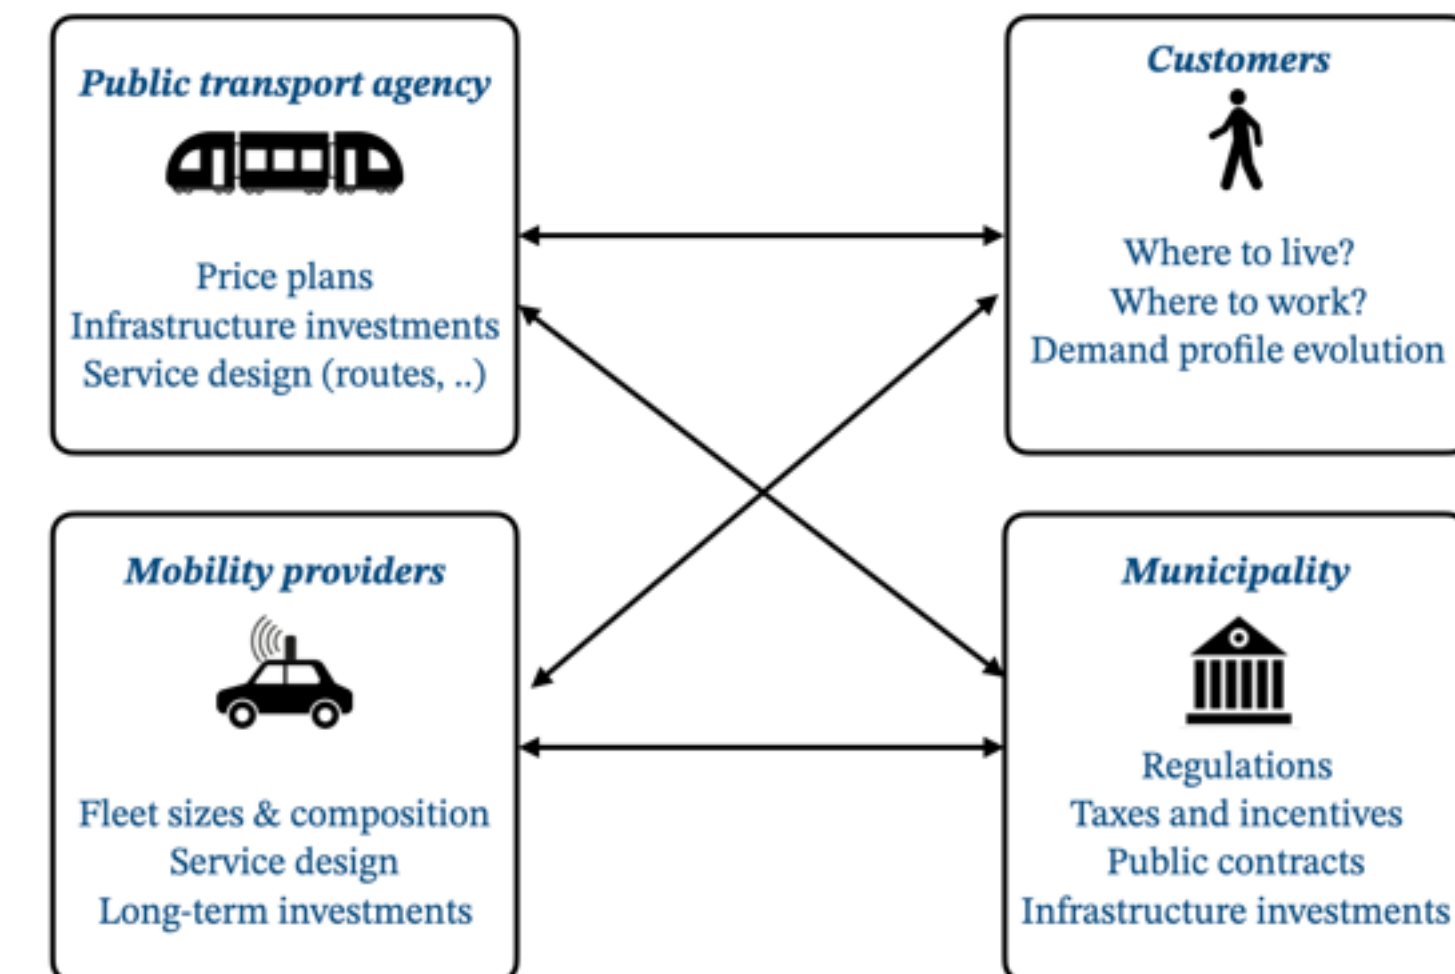 Public transport agency
Price plans
Infrastructure investments
Service design (routes, ..)
Customers
Where to live?
Where to work?
Demand profile evolution
Mobility providers
Fleet sizes & composition
Service design
Long-term investments
Municipality
Regulations
Taxes and incentives
Public contracts
Infrastructure investments